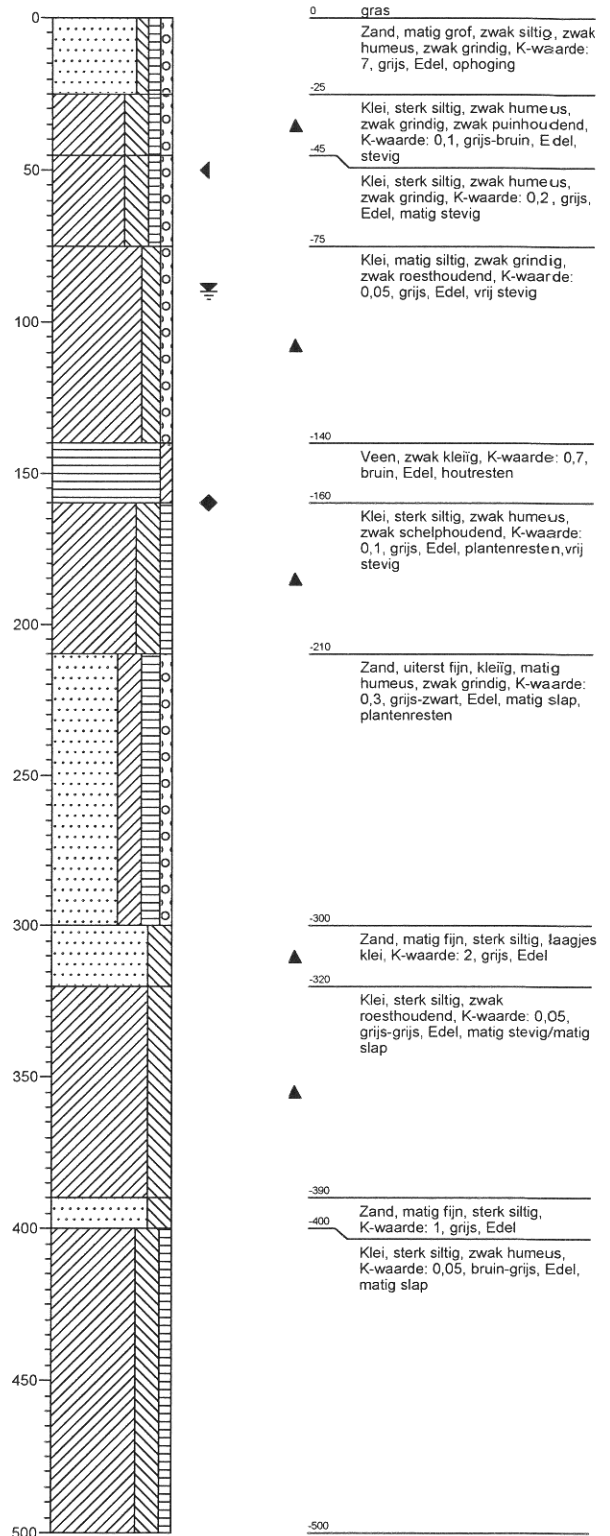 0
50
100
150
200
250
300
350
400
450
500
0 gras
Zand, matig grof, zwak siltig, zwak
humeus, zwak grindig, K-waarde:
7, grijs, Edel, ophoging
-25
Klei, sterk siltig, zwak humeus,
zwak grindig, zwak puinhoudend,
K-waarde: 0,1, grijs-bruin, Edel,
stevig
-45
Klei, sterk siltig, zwak humeus,
zwak grindig, K-waarde: 0,2, grijs,
Edel, matig stevig
-75
Klei, matig siltig, zwak grindig,
zwak roesthoudend, K-waarde:
0,05, grijs, Edel, vrij stevig
-140
Veen, zwak kleiïg, K-waarde: 0,7,
bruin, Edel, houtresten
-160
Klei, sterk siltig, zwak humeus,
zwak schelphoudend, K-waarde:
0,1, grijs, Edel, plantenresten,vrij
stevig
-210
Zand, uiterst fijn, kleiïg, matig
humeus, zwak grindig, K-waarde:
0,3, grijs-zwart, Edel, matig slap,
plantenresten
-300
Zand, matig fijn, sterk siltig, laagjes
klei, K-waarde: 2, grijs, Edel
-320
Klei, sterk siltig, zwak
roesthoudend, K-waarde: 0,05,
grijs-grijs, Edel, matig stevig/matig
slap
-390
Zand, matig fijn, sterk siltig,
K-waarde: 1, grijs, Edel
-400
Klei, sterk siltig, zwak humeus,
K-waarde: 0,05, bruin-grijs, Edel,
matig slap
-500